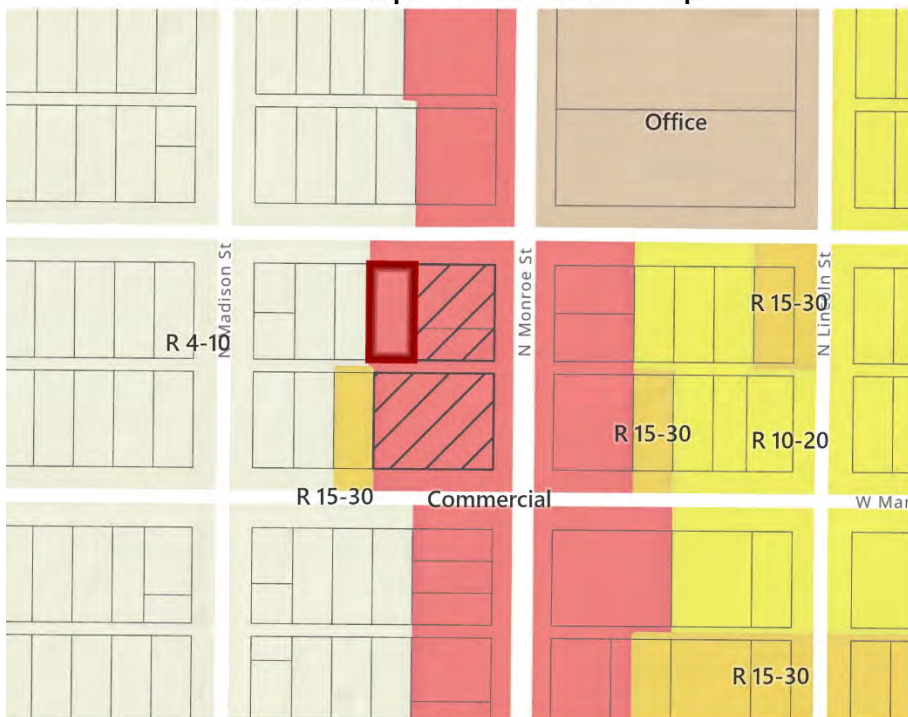 Office
N Madison St
N Monroe St
N Lincoln St
R 15-30
R 4-10
R 15-30
R 10-20
R 15-30
Commercial
W Mar
R 15-30